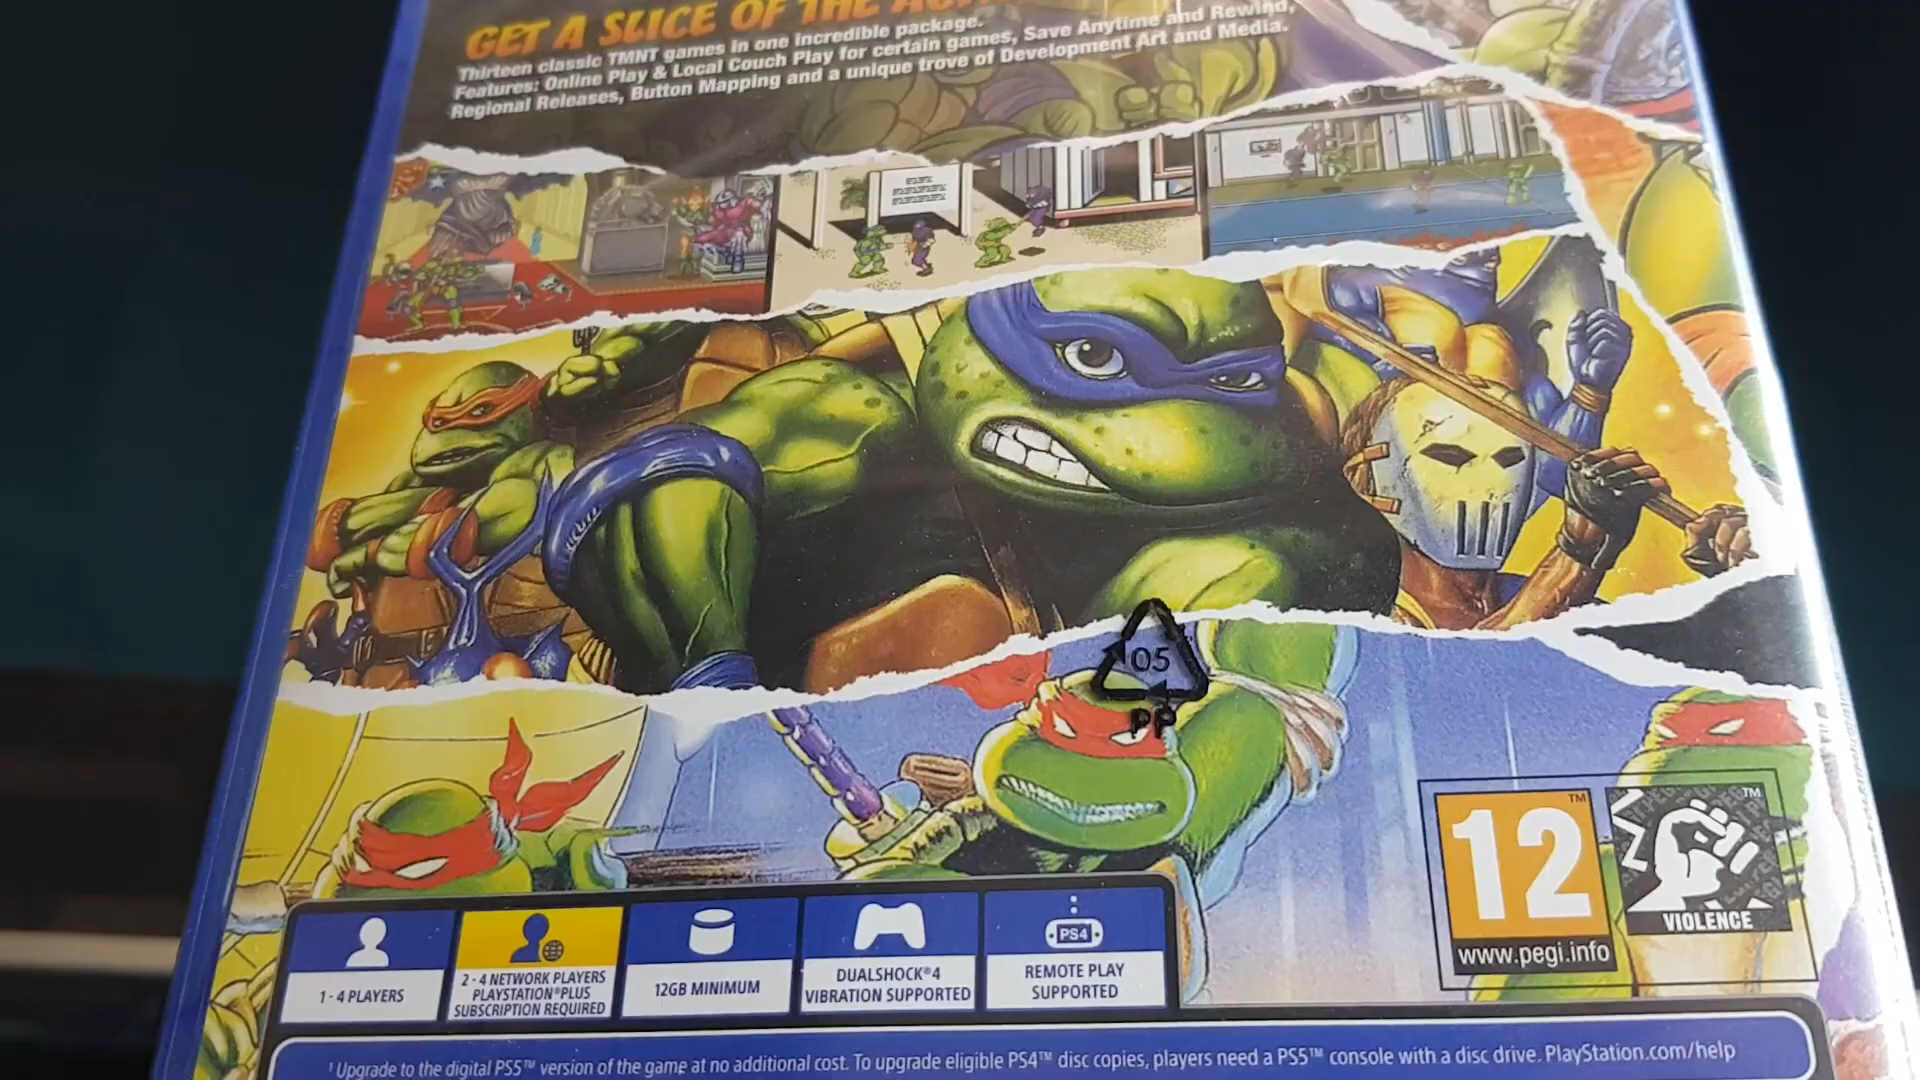 GET A SLICE OF THE
Thirteen classic TMNT games in one incredible package.
Features: Online Play & Local Couch Play for certain games, Save Anytime and Rewind,
Regional Releases, Button Mapping and a unique trove of Development Art and Media.
05
PP
12
™
www.pegi.info
™
VIOLENCE
PS4
1 - 4 PLAYERS
2 - 4 NETWORK PLAYERS
PLAYSTATION®PLUS
SUBSCRIPTION REQUIRED
12GB MINIMUM
DUALSHOCK®4
VIBRATION SUPPORTED
REMOTE PLAY
SUPPORTED
¹ Upgrade to the digital PS5™ version of the game at no additional cost. To upgrade eligible PS4™ disc copies, players need a PS5™ console with a disc drive. PlayStation.com/help